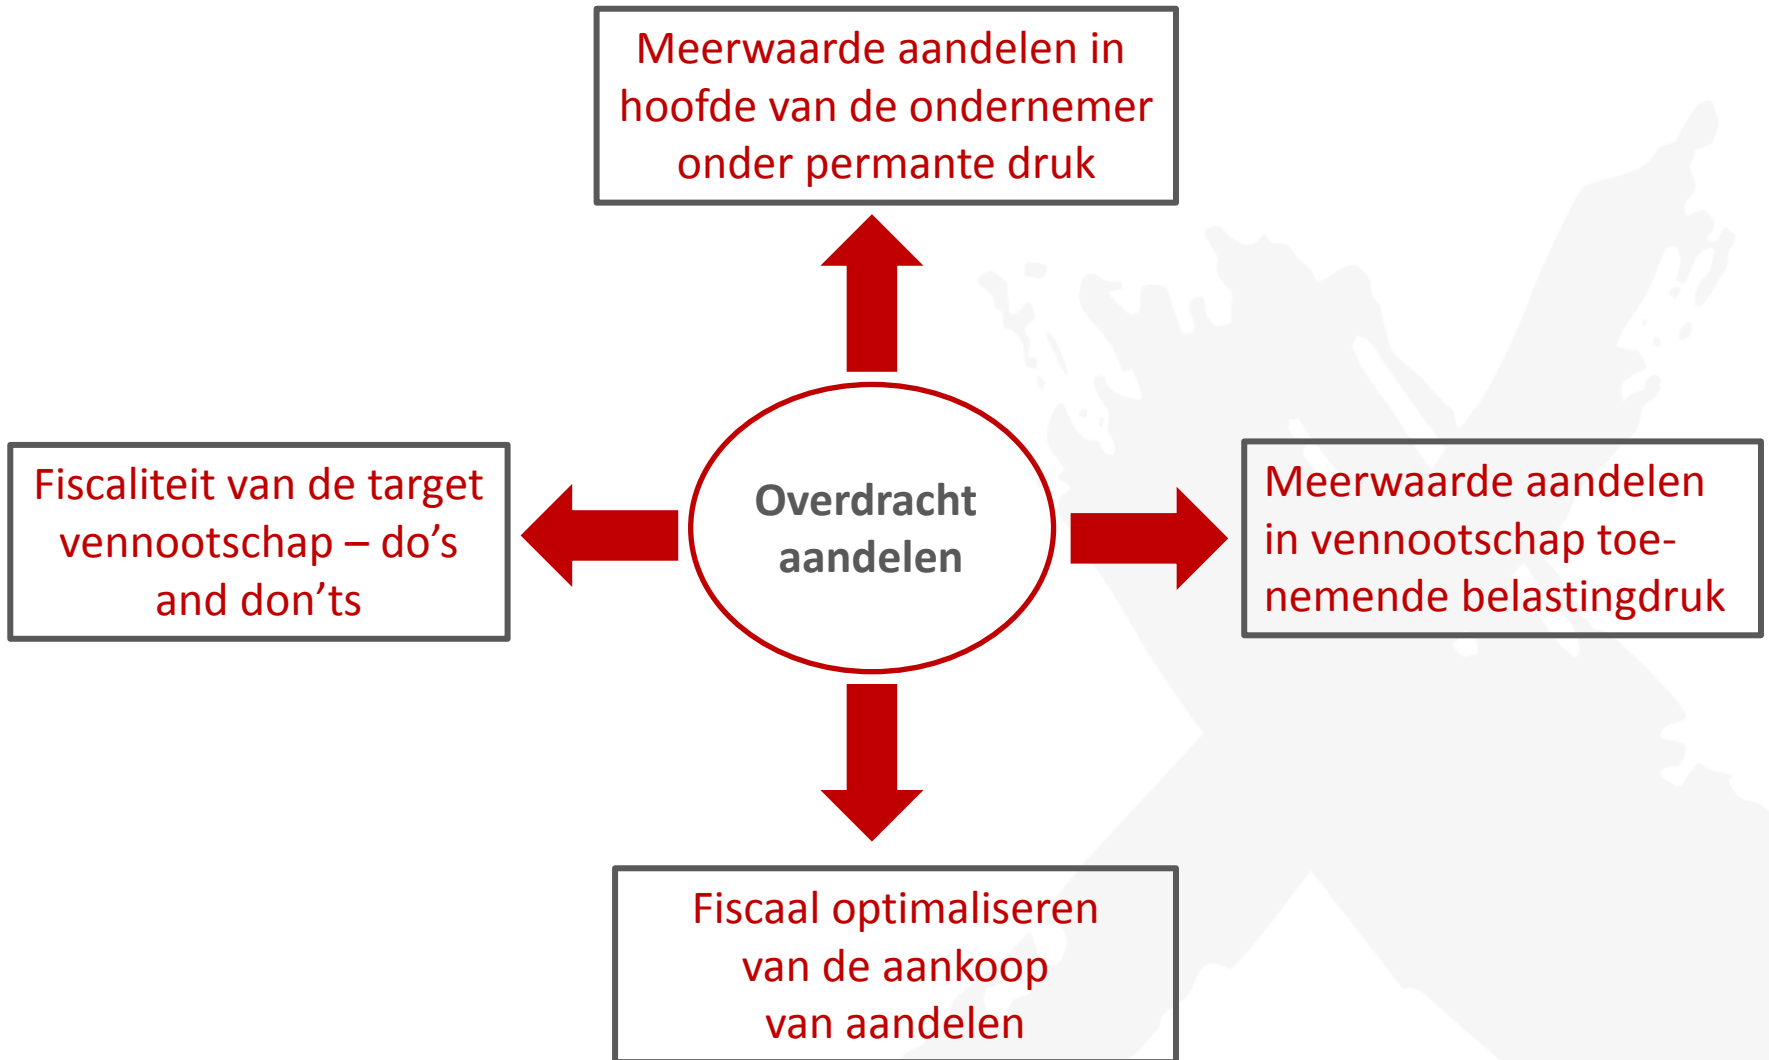 Meerwaarde aandelen in
hoofde van de ondernemer
onder permante druk
Fiscaliteit van de target
vennootschap – do’s
and don’ts
Overdracht
aandelen
Meerwaarde aandelen
in vennootschap toe-
nemende belastingdruk
Fiscaal optimaliseren
van de aankoop
van aandelen